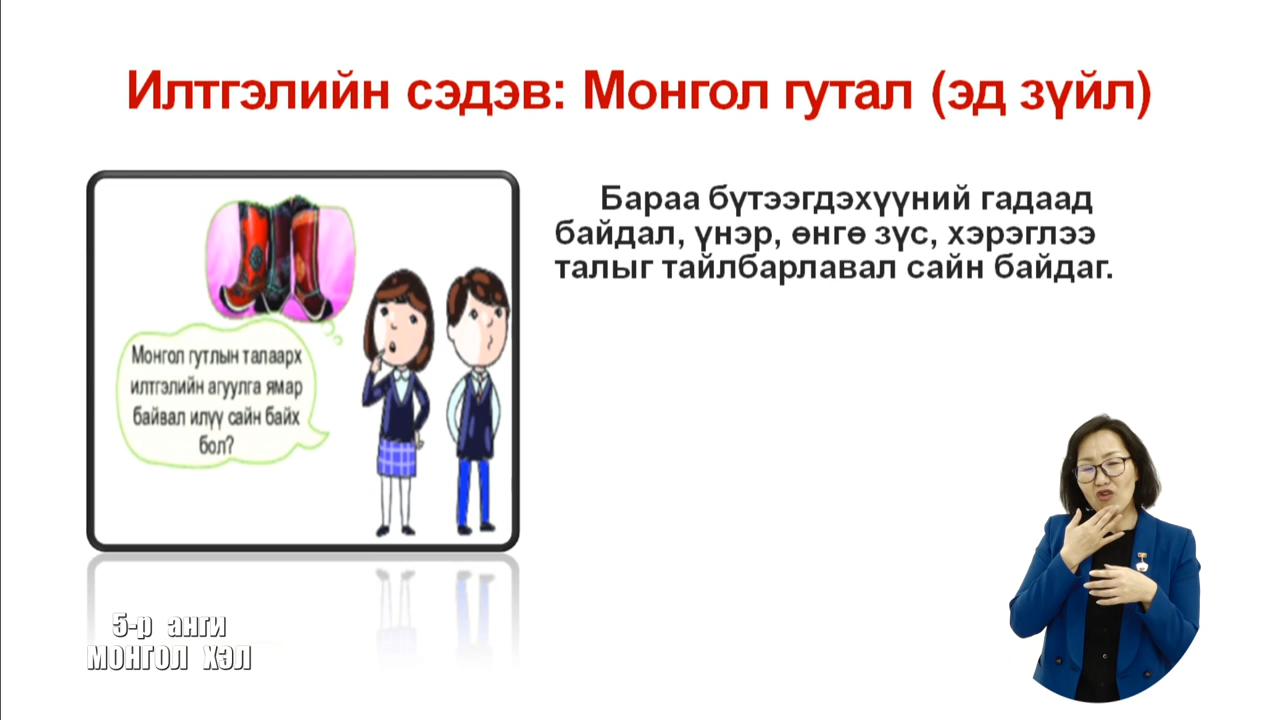 Илтгэлийн сэдэв: Монгол гутал (эд зүйл)
Бараа бүтээгдэхүүний гадаад
байдал, үнэр, өнгө зүс, хэрэглээ
талыг тайлбарлавал сайн байдаг.
Монгол гутлын талаарх
илтгэлийн агуулга ямар
байвал илүү сайн байх
бол?
5-р анги
МОНГОЛ ХЭЛ